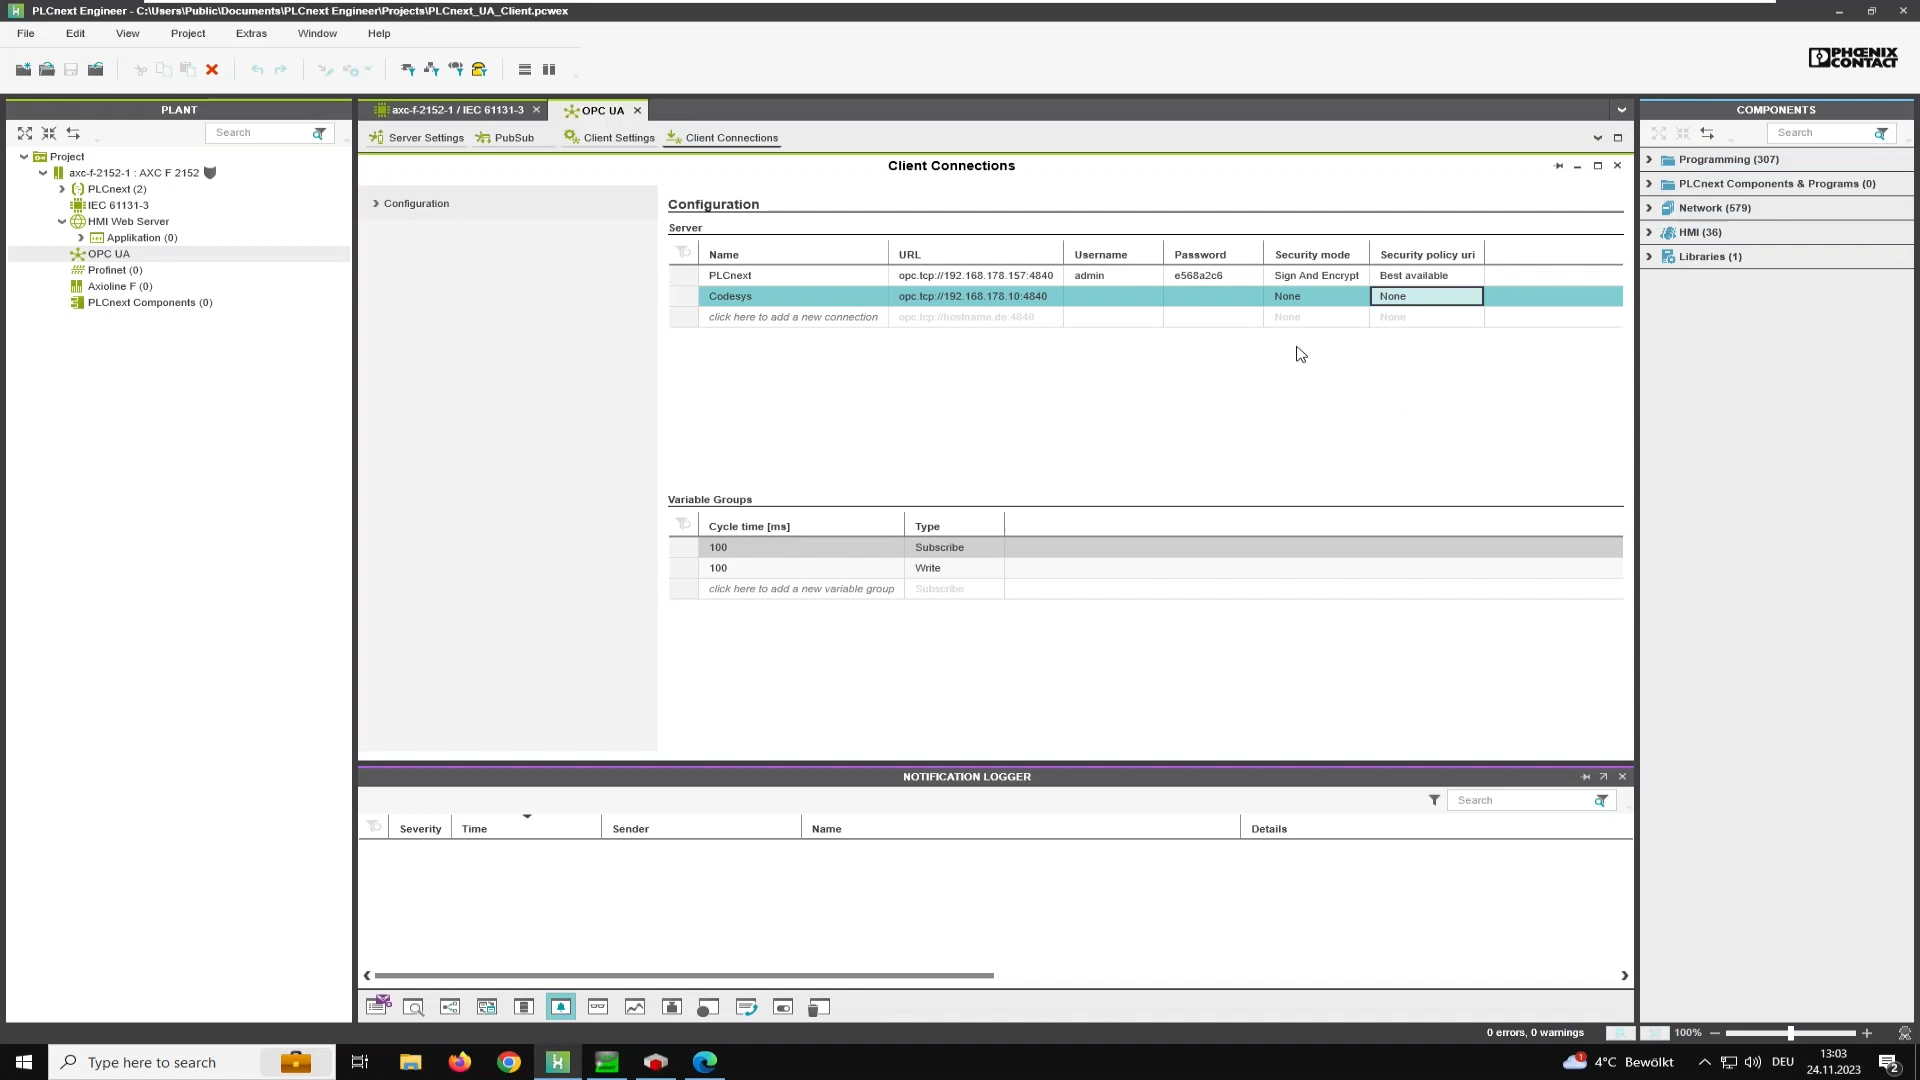 PLCnext Engineer - C:\Users\Public\Documents\PLCnext Engineer\Projects\PLCnext_UA_Client.pcwex
File Edit View Project Extras Window Help
PHŒNIX CONTACT
PLANT
Search
Project
axc-f-2152-1 : AXC F 2152
PLCnext (2)
IEC 61131-3
HMI Web Server
Applikation (0)
OPC UA
Profinet (0)
Axioline F (0)
PLCnext Components (0)
axc-f-2152-1 / IEC 61131-3
OPC UA
Server Settings PubSub Client Settings Client Connections
Client Connections
Configuration
Configuration
Server
Name URL Username Password Security mode Security policy uri
PLCnext opc.tcp://192.168.178.157:4840 admin e568a2c6 Sign And Encrypt Best available
Codesys opc.tcp://192.168.178.10:4840 None None
click here to add a new connection opc.tcp://hostname.de:4840 None None
Variable Groups
Cycle time [ms] Type
100 Subscribe
100 Write
click here to add a new variable group Subscribe
NOTIFICATION LOGGER
Search
Severity Time Sender Name Details
COMPONENTS
Search
Programming (307)
PLCnext Components & Programs (0)
Network (579)
HMI (36)
Libraries (1)
0 errors, 0 warnings
100%
Type here to search
1
4°C Bewölkt
DEU
13:03
24.11.2023
2